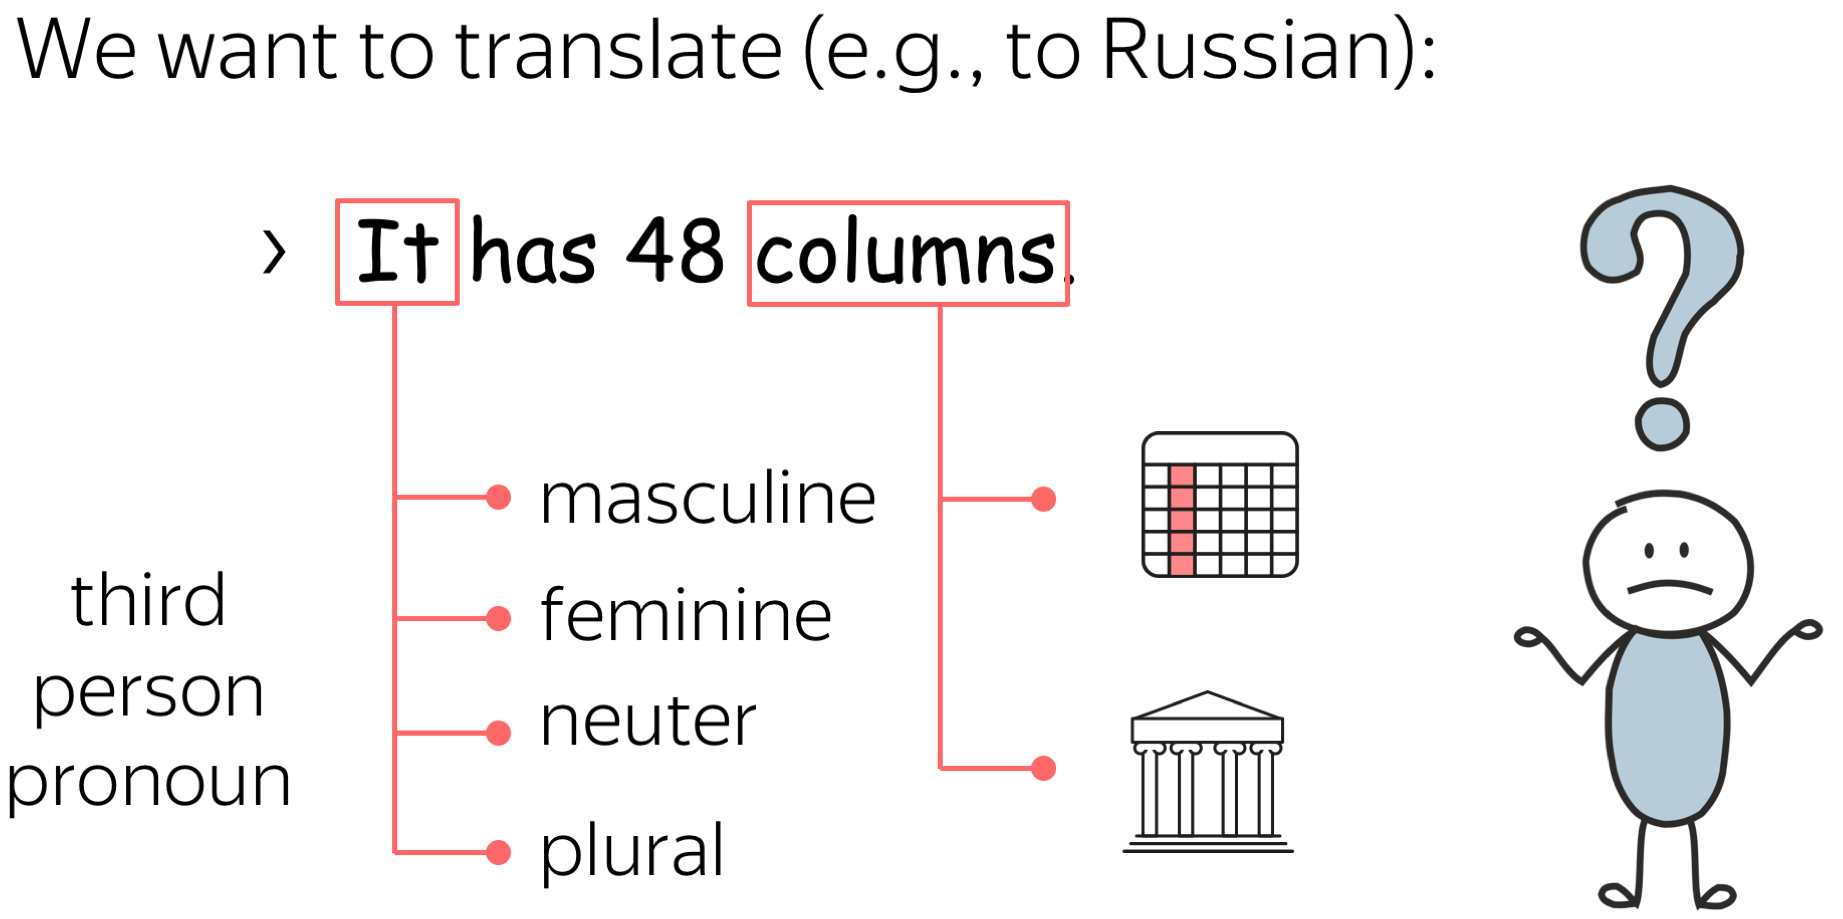 We want to translate (e.g., to Russian):
› It has 48 columns.
masculine
feminine
neuter
plural
third
person
pronoun